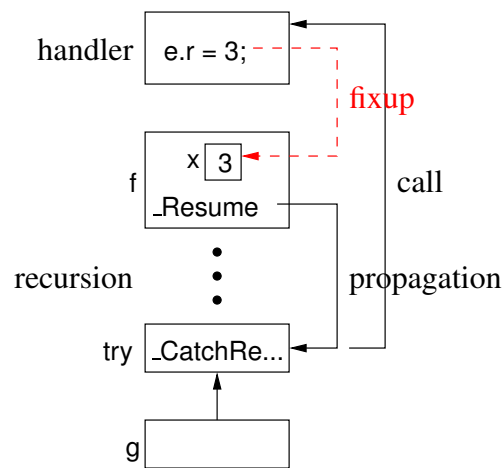 handler
e.r = 3;
fixup
x 3
f
_Resume
call
recursion
propagation
try
_CatchRe...
g